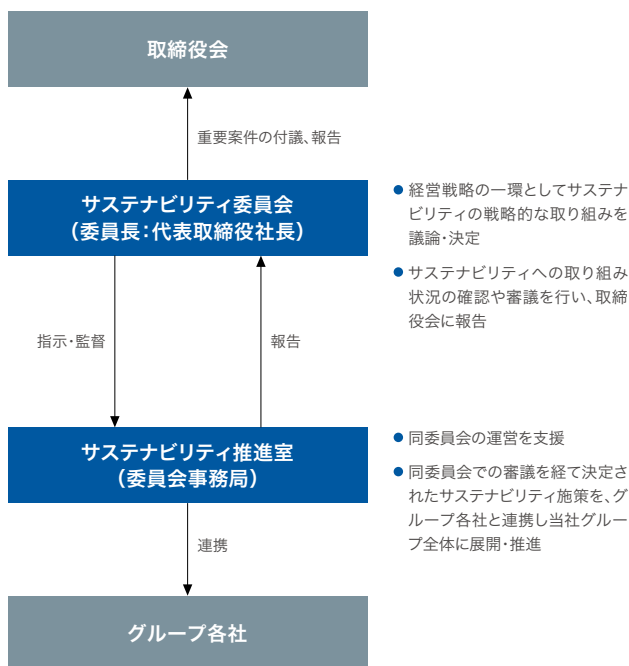 取締役会
重要案件の付議、報告
サステナビリティ委員会
（委員長：代表取締役社長）
● 経営戦略の一環としてサステナ
ビリティの戦略的な取り組みを
議論・決定
● サステナビリティへの取り組み
状況の確認や審議を行い、取締
役会に報告
指示・監督
報告
サステナビリティ推進室
（委員会事務局）
● 同委員会の運営を支援
● 同委員会での審議を経て決定さ
れたサステナビリティ施策を、グ
ループ各社と連携し当社グルー
プ全体に展開・推進
連携
グループ各社